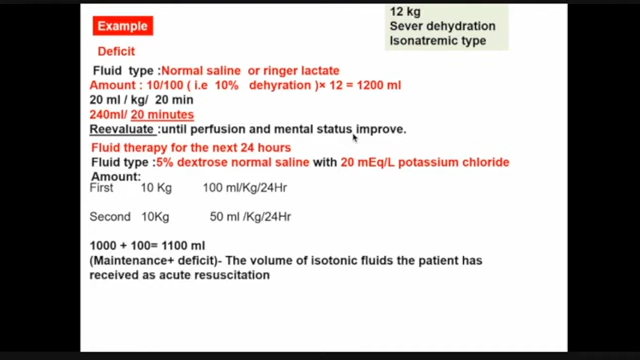 Example
12 kg
Sever dehydration
Isonatremic type
Deficit
Fluid type :Normal saline or ringer lactate
Amount : 10/100 ( i.e 10% dehyration )× 12 = 1200 ml
20 ml / kg/ 20 min
240ml/ 20 minutes
Reevaluate :until perfusion and mental status improve.
Fluid therapy for the next 24 hours
Fluid type :5% dextrose normal saline with 20 mEq/L potassium chloride
Amount:
First 10 Kg 100 ml/Kg/24Hr
Second 10Kg 50 ml /Kg/24Hr
1000 + 100= 1100 ml
(Maintenance+ deficit)- The volume of isotonic fluids the patient has
received as acute resuscitation